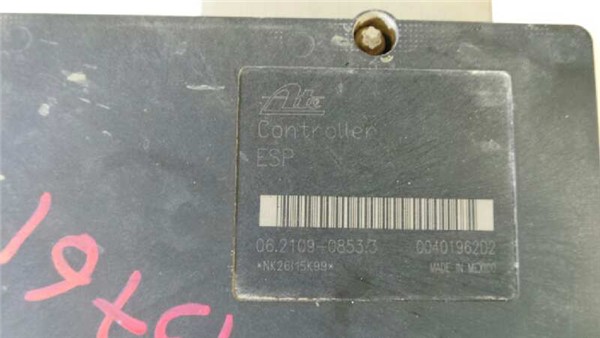 Ate
Controller
ESP
06.2109-0853.3 0040196202
*NK26I15K99*
MADE IN MEXICO